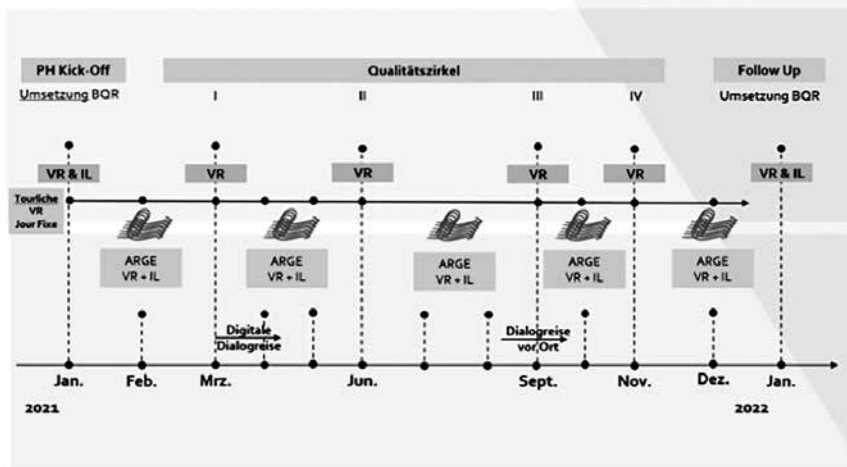 PH Kick-Off
Qualitätszirkel
Follow Up
Umsetzung BQR
I
II
III
IV
Umsetzung BQR
VR & IL
VR
VR
VR
VR
VR & IL
Tourliche
VR
Jour Fixe
ARGE
VR + IL
ARGE
VR + IL
ARGE
VR + IL
ARGE
VR + IL
ARGE
VR + IL
Digitale
Dialogreise
Dialogreise
vor Ort
Jan.
Feb.
Mrz.
Jun.
Sept.
Nov.
Dez.
Jan.
2021
2022